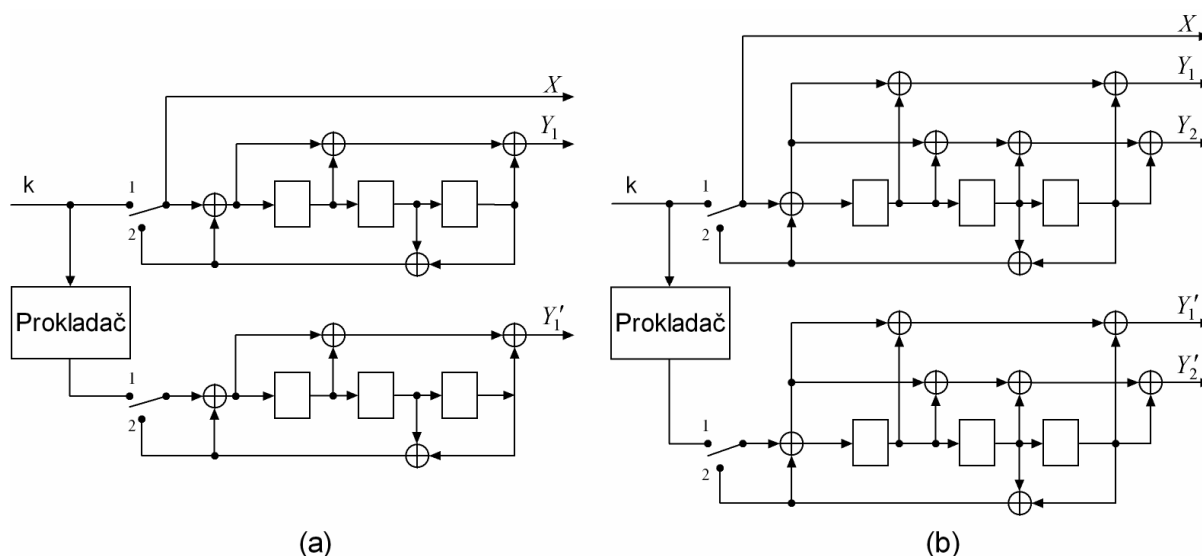 X
Y₁
k
1
2
Prokladač
Y₁′
1
2
(a)
X
Y₁
Y₂
k
1
2
Prokladač
Y₁′
Y₂′
1
2
(b)